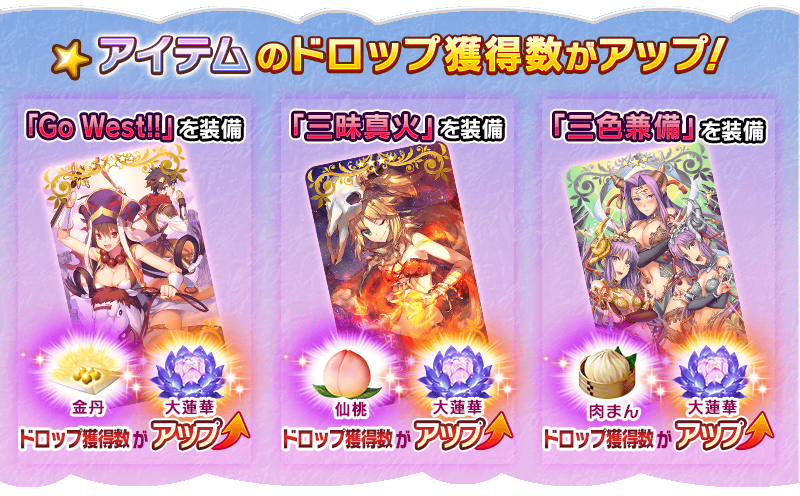 アイテムのドロップ獲得数がアップ!
「Go West!!」を装備
金丹
大蓮華
ドロップ獲得数がアップ
「三昧真火」を装備
仙桃
大蓮華
ドロップ獲得数がアップ
「三色兼備」を装備
肉まん
大蓮華
ドロップ獲得数がアップ